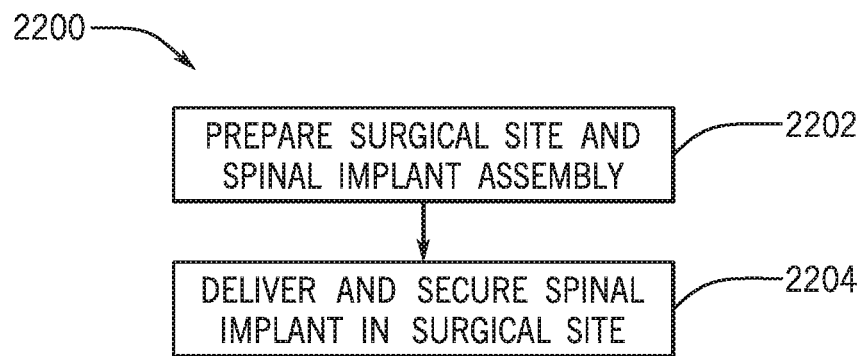 2200
PREPARE SURGICAL SITE AND
SPINAL IMPLANT ASSEMBLY
2202
DELIVER AND SECURE SPINAL
IMPLANT IN SURGICAL SITE
2204